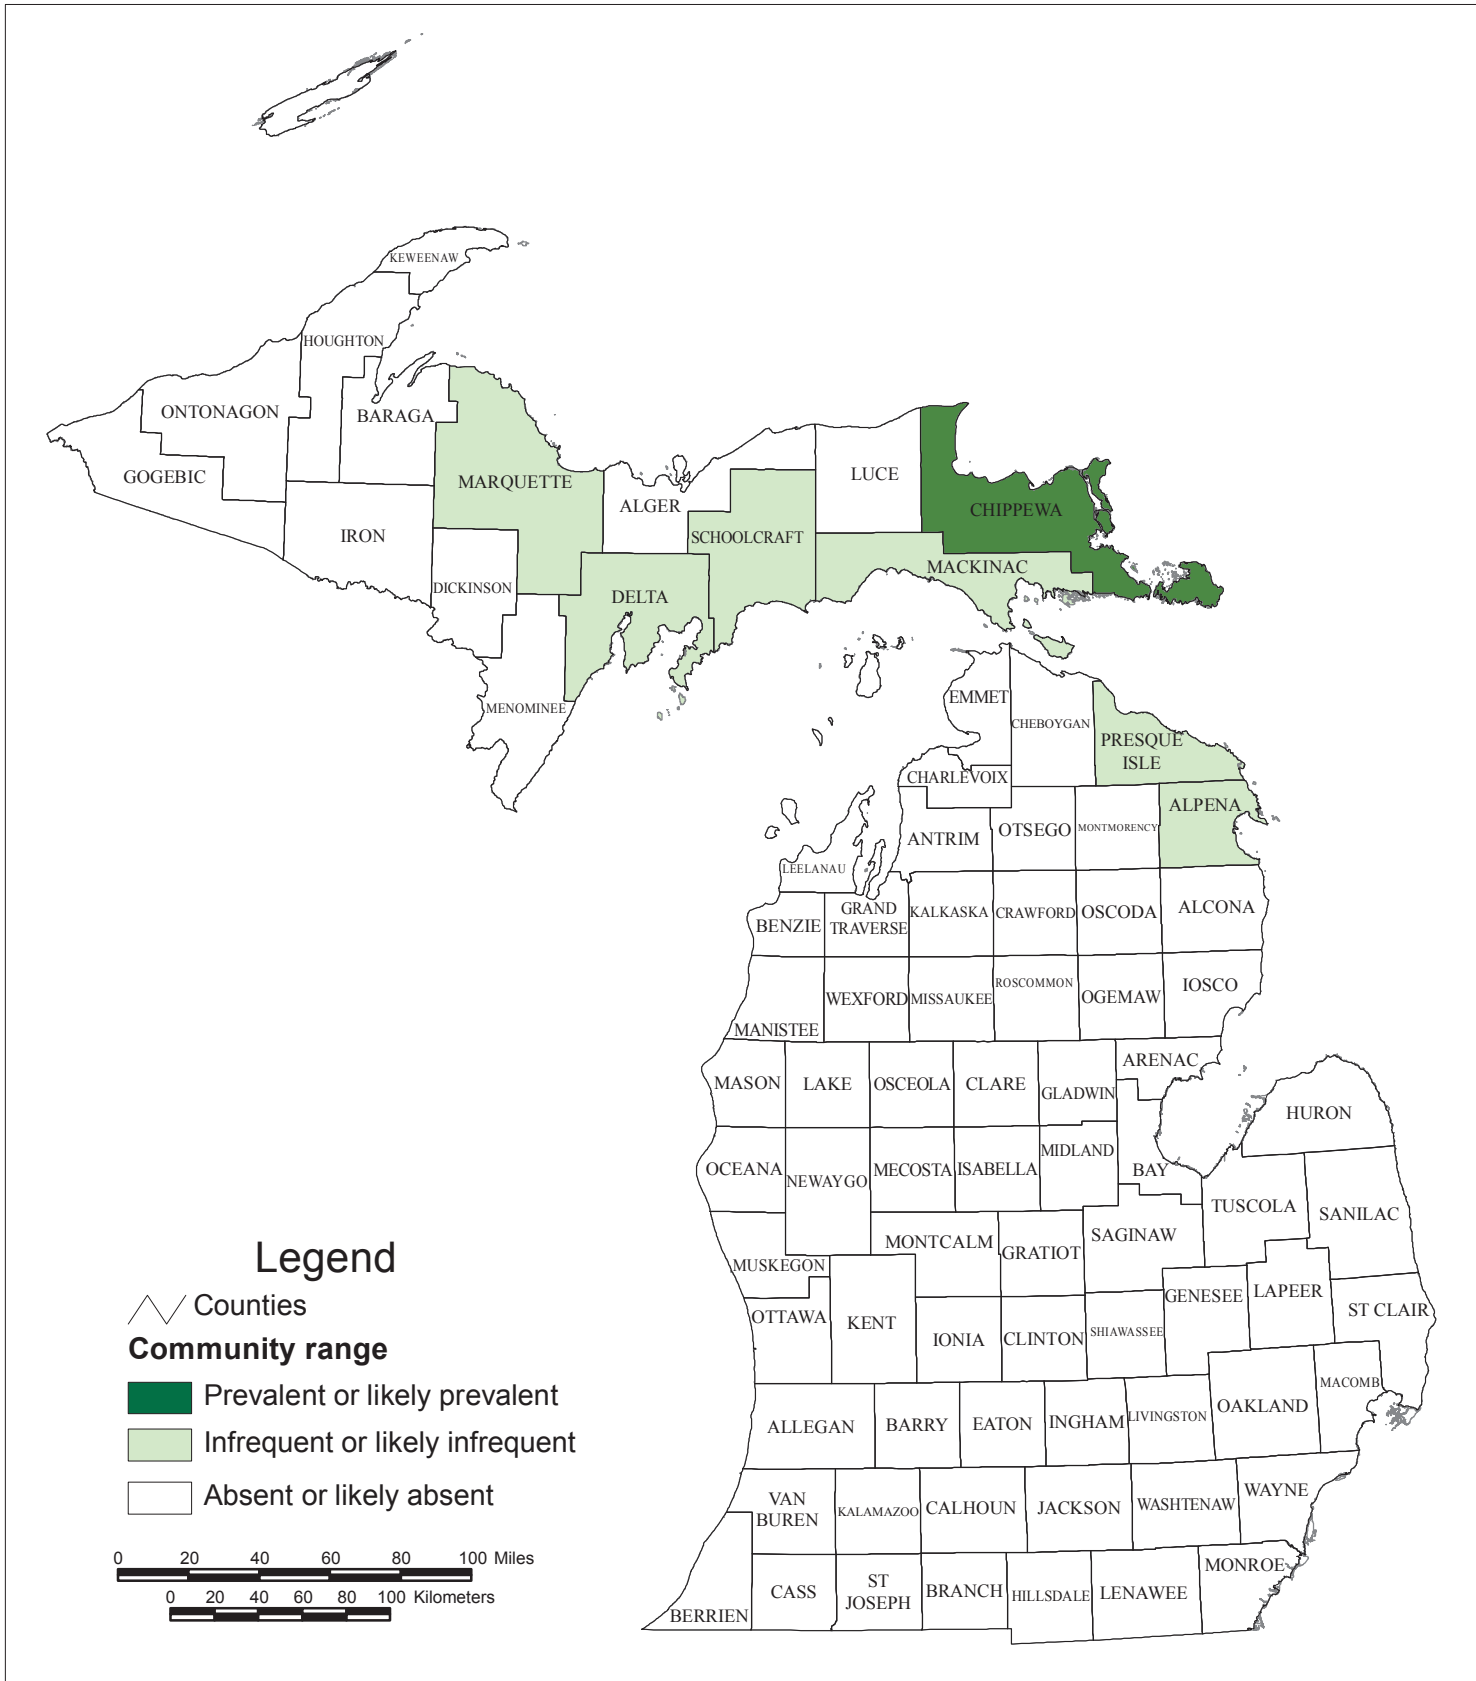 KEWEENAW
HOUGHTON
ONTONAGON
BARAGA
GOGEBIC
MARQUETTE
LUCE
ALGER
CHIPPEWA
IRON
SCHOOLCRAFT
MACKINAC
DICKINSON
DELTA
MENOMINEE
EMMET
CHEBOYGAN
PRESQUE
ISLE
CHARLEVOIX
ALPENA
ANTRIM
OTSEGO
MONTMORENCY
LEELANAU
BENZIE
GRAND
TRAVERSE
KALKASKA
CRAWFORD
OSCODA
ALCONA
MANISTEE
WEXFORD
MISSAUKEE
ROSCOMMON
OGEMAW
IOSCO
ARENAC
MASON
LAKE
OSCEOLA
CLARE
GLADWIN
HURON
OCEANA
NEWAYGO
MECOSTA
ISABELLA
MIDLAND
BAY
TUSCOLA
SANILAC
MUSKEGON
MONTCALM
GRATIOT
SAGINAW
GENESEE
LAPEER
ST CLAIR
OTTAWA
KENT
IONIA
CLINTON
SHIAWASSEE
OAKLAND
MACOMB
ALLEGAN
BARRY
EATON
INGHAM
LIVINGSTON
VAN
BUREN
KALAMAZOO
CALHOUN
JACKSON
WASHTENAW
WAYNE
BERRIEN
CASS
ST
JOSEPH
BRANCH
HILLSDALE
LENAWEE
MONROE
Legend
Counties
Community range
Prevalent or likely prevalent
Infrequent or likely infrequent
Absent or likely absent
0 20 40 60 80 100 Miles
0 20 40 60 80 100 Kilometers